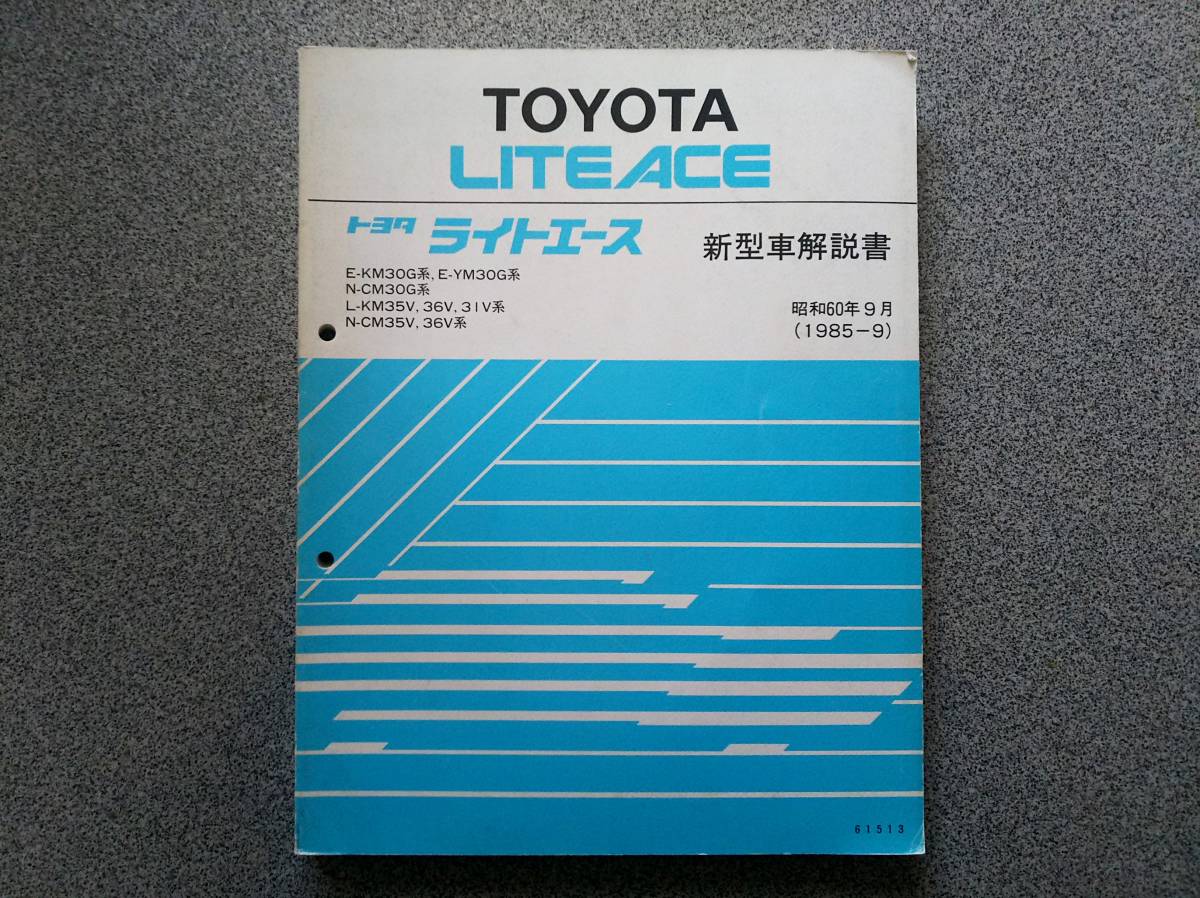 TOYOTA
LITEACE
トヨタ ライトエース 新型車解説書
E-KM30G系, E-YM30G系
N-CM30G系
L-KM35V, 36V, 31V系
N-CM35V, 36V系
昭和60年9月
(1985-9)
61513